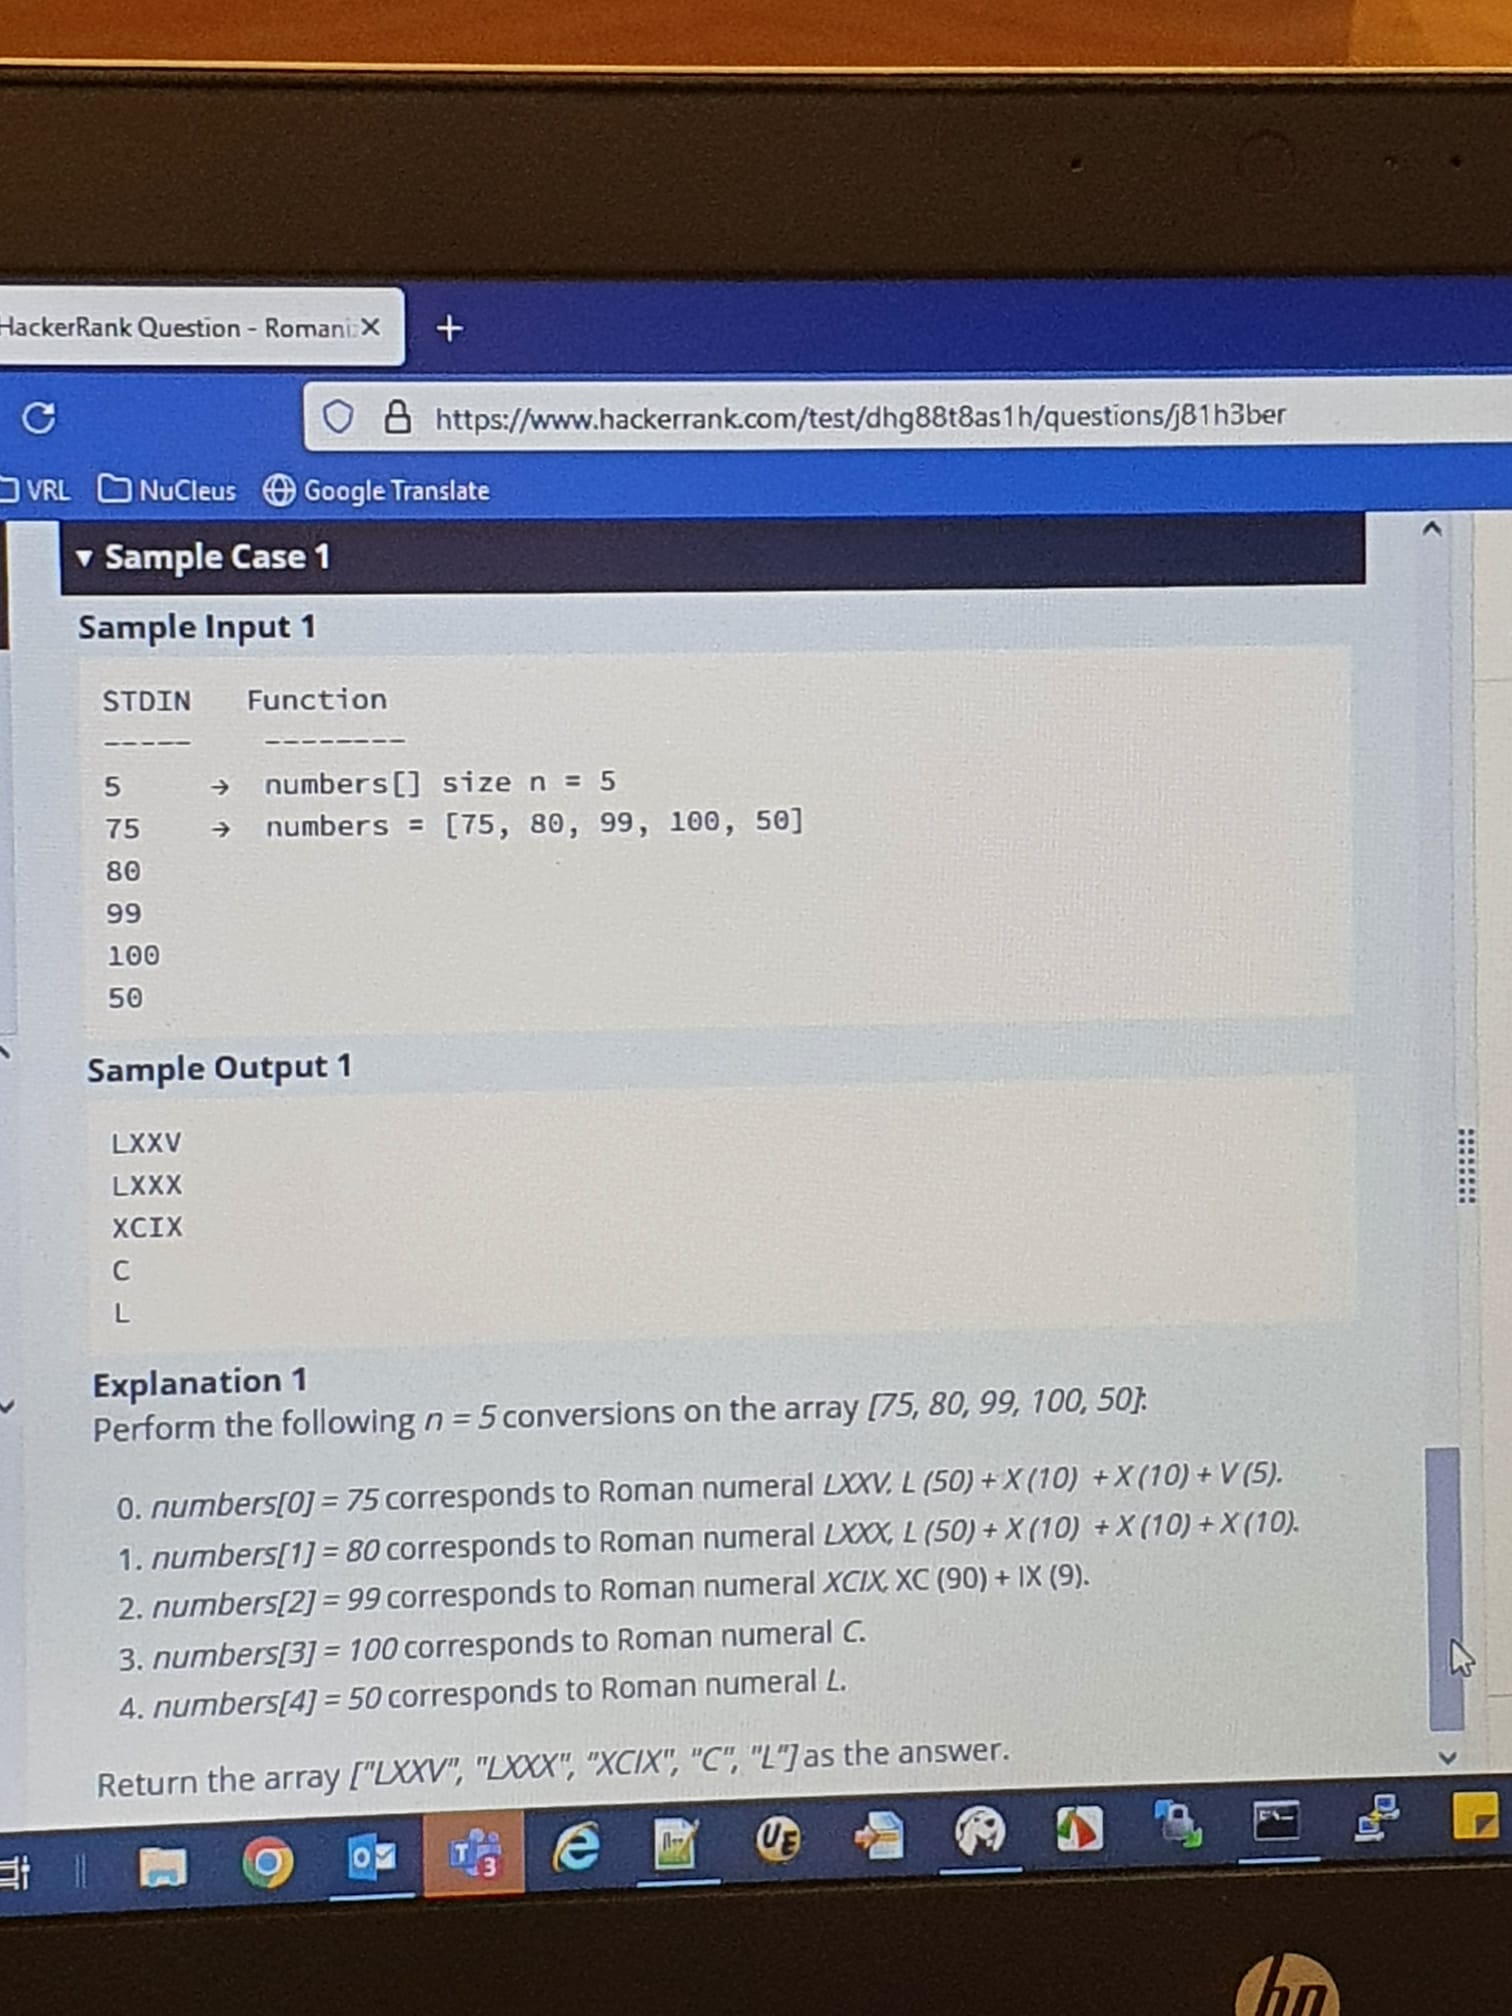 HackerRank Question - Romani
https://www.hackerrank.com/test/dhg88t8as1h/questions/j81h3ber
VRL NuCleus Google Translate
▼ Sample Case 1
Sample Input 1
STDIN Function
----- --------
5 → numbers[] size n = 5
75 → numbers = [75, 80, 99, 100, 50]
80
99
100
50
Sample Output 1
LXXV
LXXX
XCIX
C
L
Explanation 1
Perform the following n = 5 conversions on the array [75, 80, 99, 100, 50]:
0. numbers[0] = 75 corresponds to Roman numeral LXXV, L (50) + X (10) + X (10) + V (5).
1. numbers[1] = 80 corresponds to Roman numeral LXXX, L (50) + X (10) + X (10) + X (10).
2. numbers[2] = 99 corresponds to Roman numeral XCIX, XC (90) + IX (9).
3. numbers[3] = 100 corresponds to Roman numeral C.
4. numbers[4] = 50 corresponds to Roman numeral L.
Return the array ["LXXV", "LXXX", "XCIX", "C", "L"] as the answer.
T 3 UE
hp